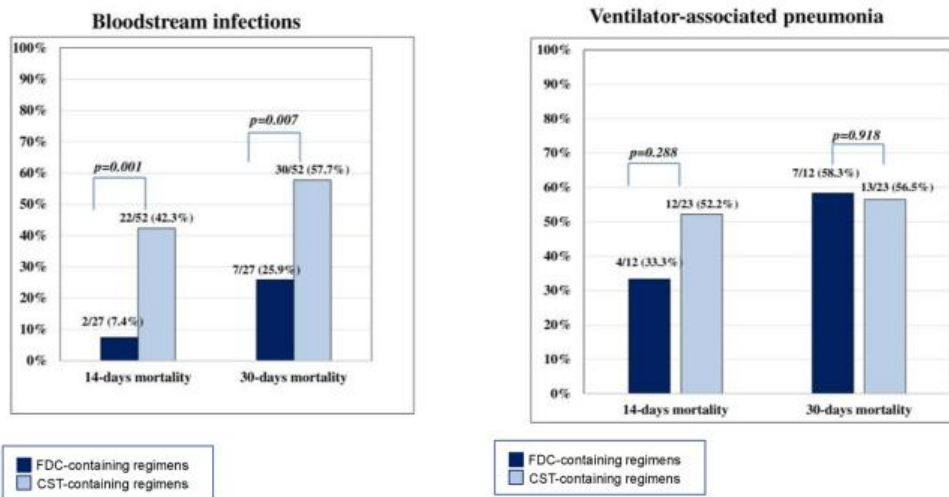 Bloodstream infections
100%
90%
80%
70%
60%
50%
40%
30%
20%
10%
0%
p=0.001
p=0.007
22/52 (42.3%)
30/52 (57.7%)
2/27 (7.4%)
7/27 (25.9%)
14-days mortality
30-days mortality
FDC-containing regimens
CST-containing regimens
Ventilator-associated pneumonia
100%
90%
80%
70%
60%
50%
40%
30%
20%
10%
0%
p=0.288
p=0.918
4/12 (33.3%)
12/23 (52.2%)
7/12 (58.3%)
13/23 (56.5%)
14-days mortality
30-days mortality
FDC-containing regimens
CST-containing regimens